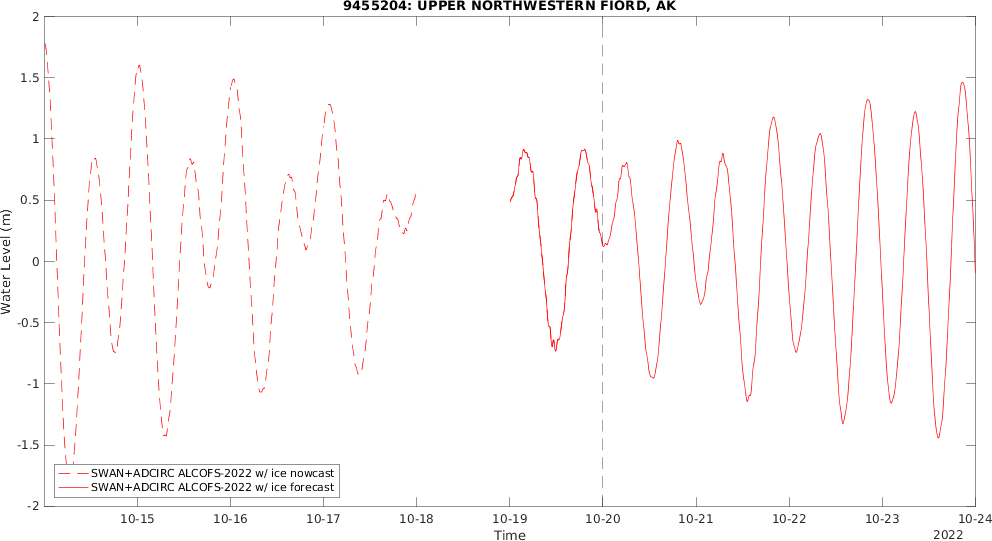 9455204: UPPER NORTHWESTERN FIORD, AK
2
1.5
1
0.5
0
-0.5
-1
-1.5
-2
Water Level (m)
SWAN+ADCIRC ALCOFS-2022 w/ ice nowcast
SWAN+ADCIRC ALCOFS-2022 w/ ice forecast
10-15 10-16 10-17 10-18 10-19 10-20 10-21 10-22 10-23 10-24
Time
2022